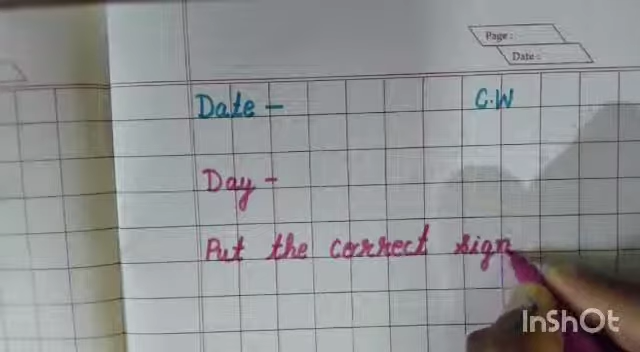 Page :
Date :
Date - C.W
Day -
Put the correct sign
InShOt